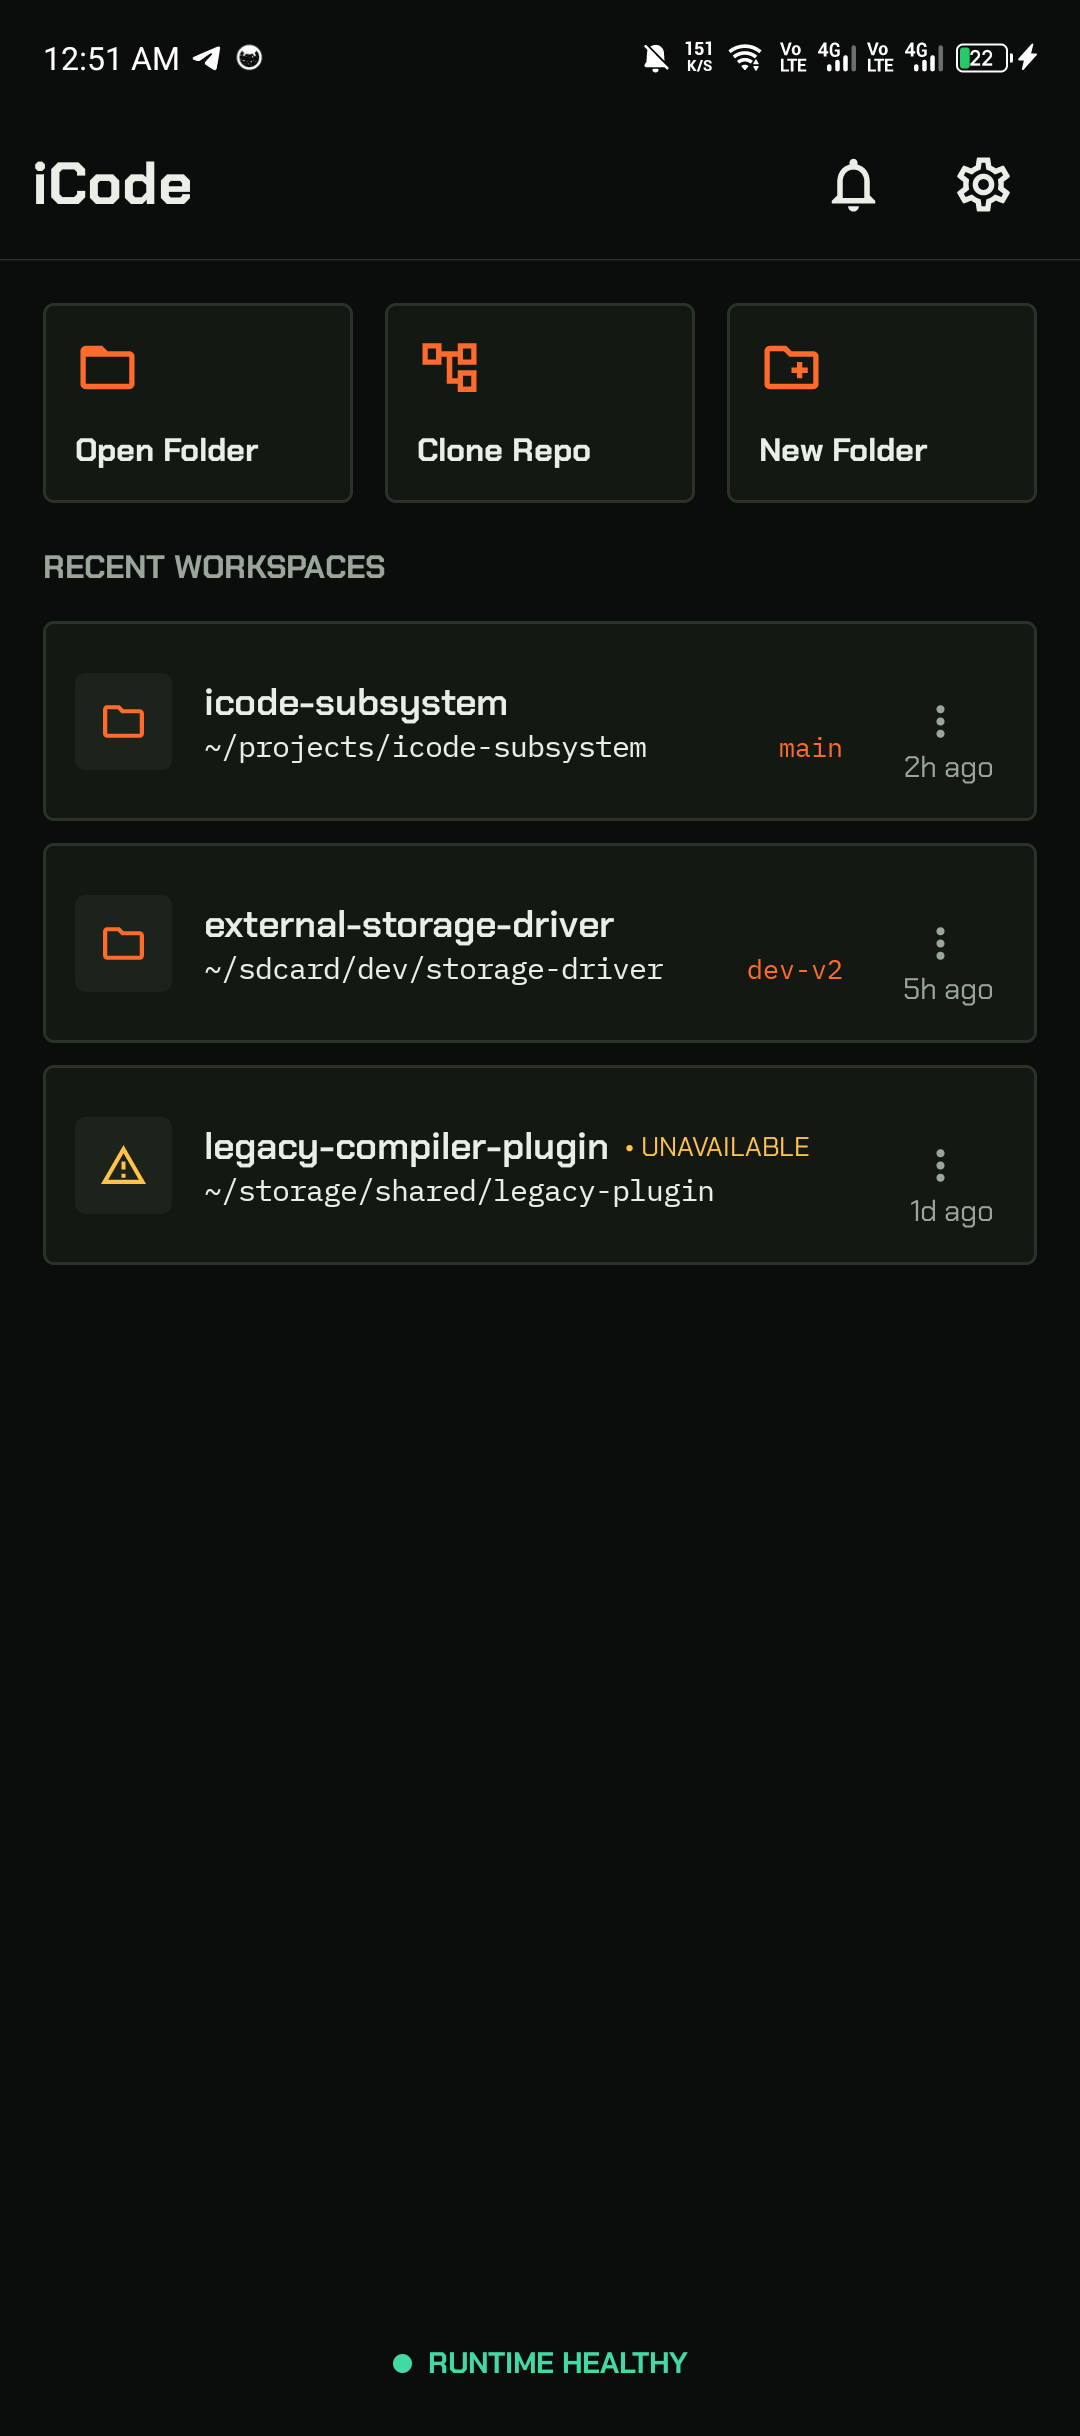 12:51 AM
151 K/S
Vo LTE 4G Vo LTE 4G 22
iCode
Open Folder
Clone Repo
New Folder
RECENT WORKSPACES
icode-subsystem
~/projects/icode-subsystem main
2h ago
external-storage-driver
~/sdcard/dev/storage-driver dev-v2
5h ago
legacy-compiler-plugin • UNAVAILABLE
~/storage/shared/legacy-plugin
1d ago
RUNTIME HEALTHY